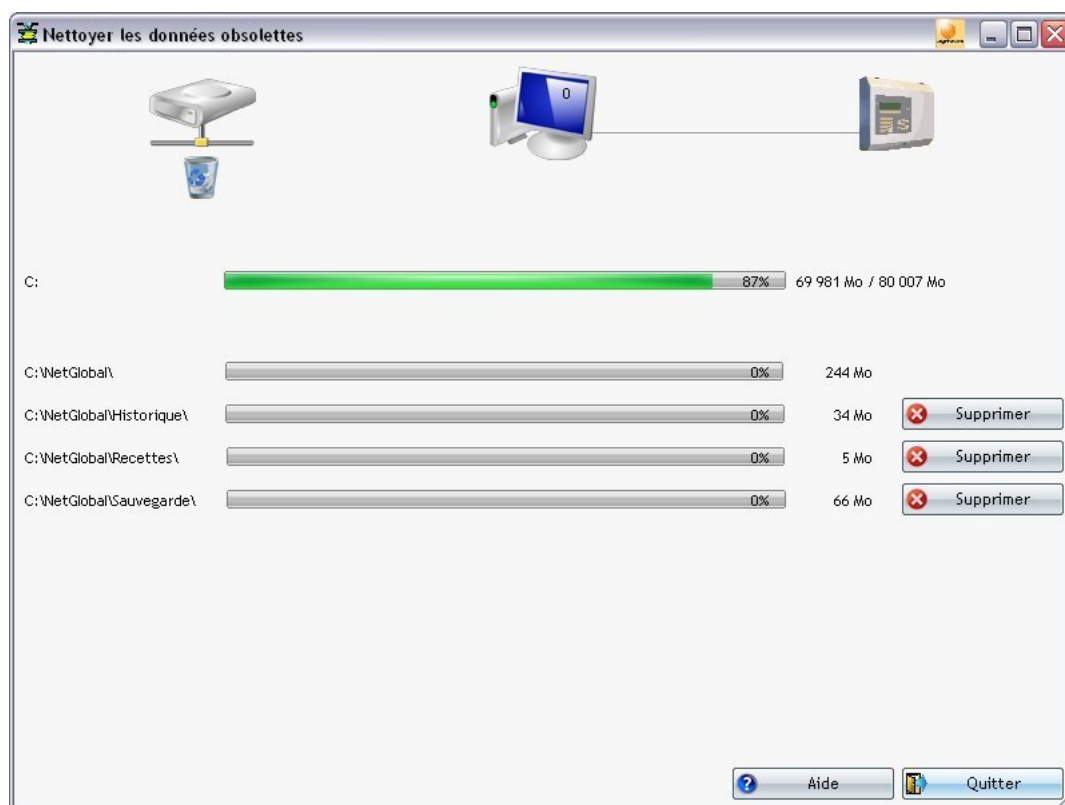 Nettoyer les données obsolettes
0
C: 87% 69 981 Mo / 80 007 Mo
C:\NetGlobal\ 0% 244 Mo
C:\NetGlobal\Historique\ 0% 34 Mo Supprimer
C:\NetGlobal\Recettes\ 0% 5 Mo Supprimer
C:\NetGlobal\Sauvegarde\ 0% 66 Mo Supprimer
Aide Quitter